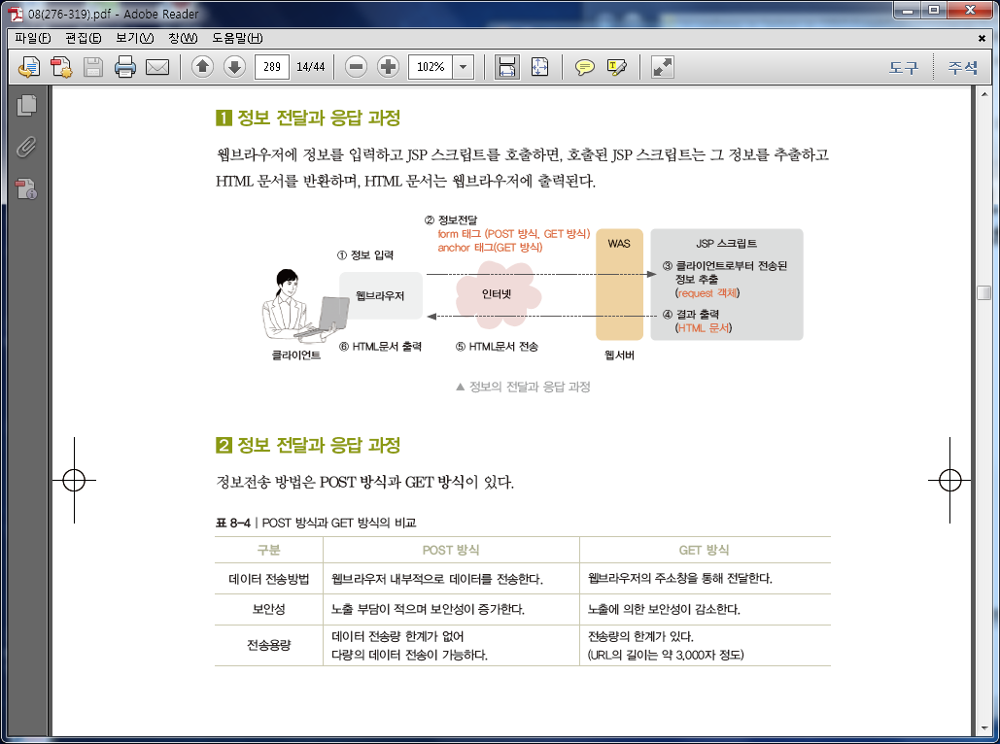 08(276-319).pdf - Adobe Reader
파일(F) 편집(E) 보기(V) 창(W) 도움말(H)
289 14/44 102% 도구 주석
1 정보 전달과 응답 과정
웹브라우저에 정보를 입력하고 JSP 스크립트를 호출하면, 호출된 JSP 스크립트는 그 정보를 추출하고
HTML 문서를 반환하며, HTML 문서는 웹브라우저에 출력된다.
② 정보전달
form 태그 (POST 방식, GET 방식)
anchor 태그(GET 방식)
① 정보 입력
웹브라우저
인터넷
WAS
JSP 스크립트
③ 클라이언트로부터 전송된
정보 추출
(request 객체)
④ 결과 출력
(HTML 문서)
클라이언트
⑥ HTML문서 출력
⑤ HTML문서 전송
웹서버
▲ 정보의 전달과 응답 과정
2 정보 전달과 응답 과정
정보전송 방법은 POST 방식과 GET 방식이 있다.
표 8-4 | POST 방식과 GET 방식의 비교
구분 POST 방식 GET 방식
데이터 전송방법 웹브라우저 내부적으로 데이터를 전송한다. 웹브라우저의 주소창을 통해 전달한다.
보안성 노출 부담이 적으며 보안성이 증가한다. 노출에 의한 보안성이 감소한다.
전송용량 데이터 전송량 한계가 없어 전송량의 한계가 있다.
다량의 데이터 전송이 가능하다. (URL의 길이는 약 3,000자 정도)